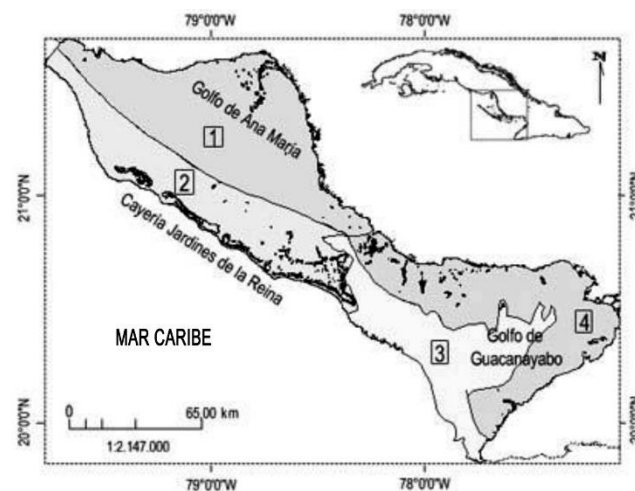 79°0'0"W 78°0'0"W
N
Golfo de Ana María
1
21°0'0"N 21°0'0"N
2
Cayería Jardines de la Reina
4
MAR CARIBE
3
Golfo de
Guacanayabo
0 65,00 km
1:2.147.000
20°0'0"N 20°0'0"N
79°0'0"W 78°0'0"W